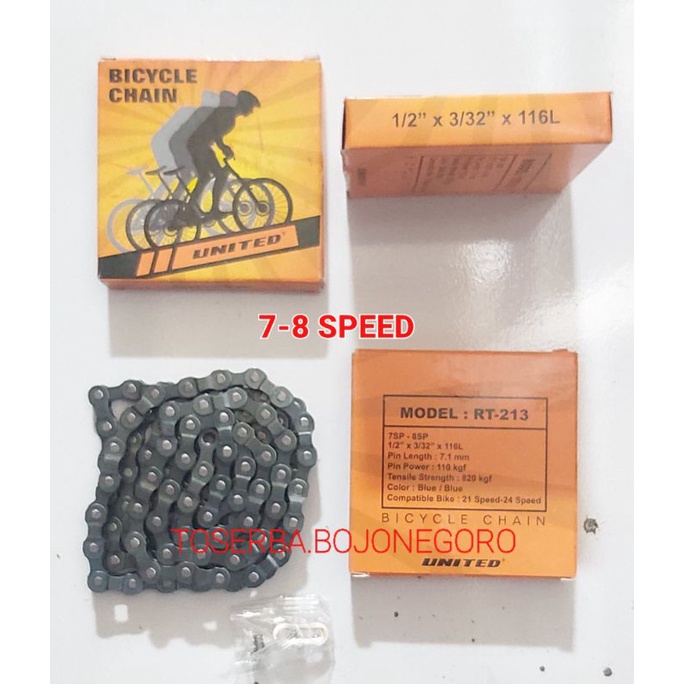 BICYCLE
CHAIN
UNITED
1/2" x 3/32" x 116L
7-8 SPEED
MODEL : RT-213
7SP - 8SP
1/2" x 3/32" x 116L
Pin Length : 7.1 mm
Pin Power : 110 kgf
Tensile Strength : 820 kgf
Color : Blue / Blue
Compatible Bike : 21 Speed-24 Speed
BICYCLE CHAIN
UNITED
TOSERBA.BOJONEGORO